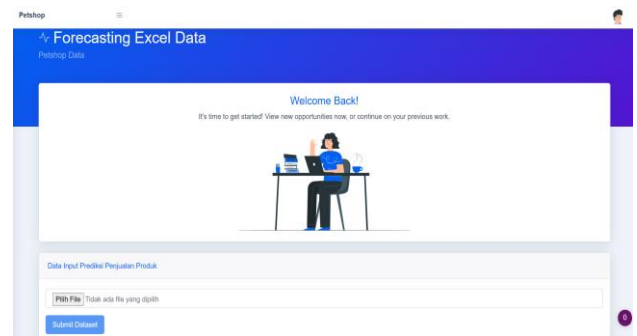 Petshop
Forecasting Excel Data
Petshop Data
Welcome Back!
It's time to get started! View new opportunities now, or continue on your previous work.
Data Input Prediksi Penjualan Produk
Pilih File Tidak ada file yang dipilih
Submit Dataset
0